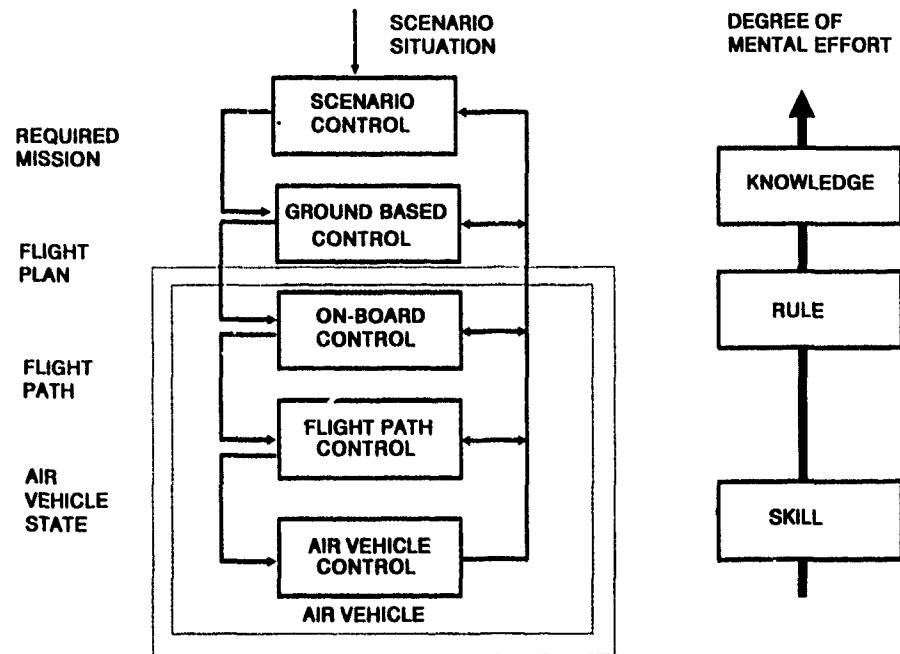 SCENARIO
SITUATION
DEGREE OF
MENTAL EFFORT
SCENARIO
CONTROL
REQUIRED
MISSION
KNOWLEDGE
GROUND BASED
CONTROL
FLIGHT
PLAN
ON-BOARD
CONTROL
RULE
FLIGHT
PATH
FLIGHT PATH
CONTROL
AIR
VEHICLE
STATE
SKILL
AIR VEHICLE
CONTROL
AIR VEHICLE